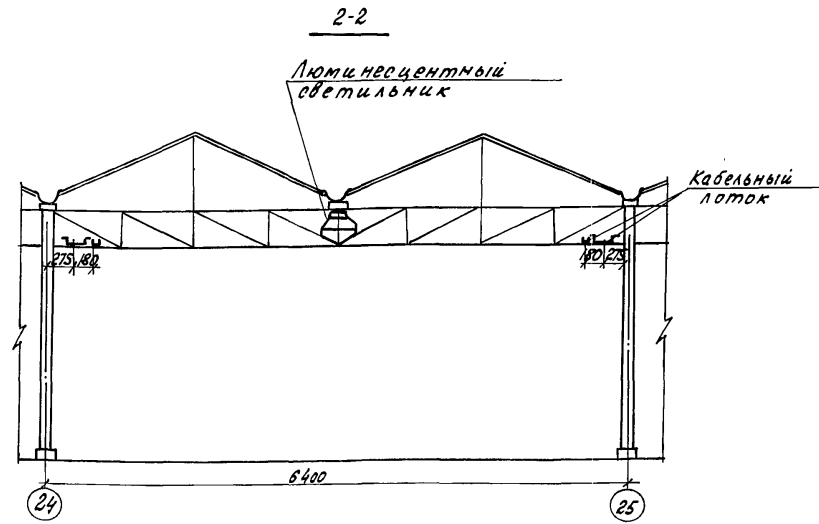 2-2
Люминесцентный
светильник
Кабельный
лоток
275 180
180 275
6400
24
25